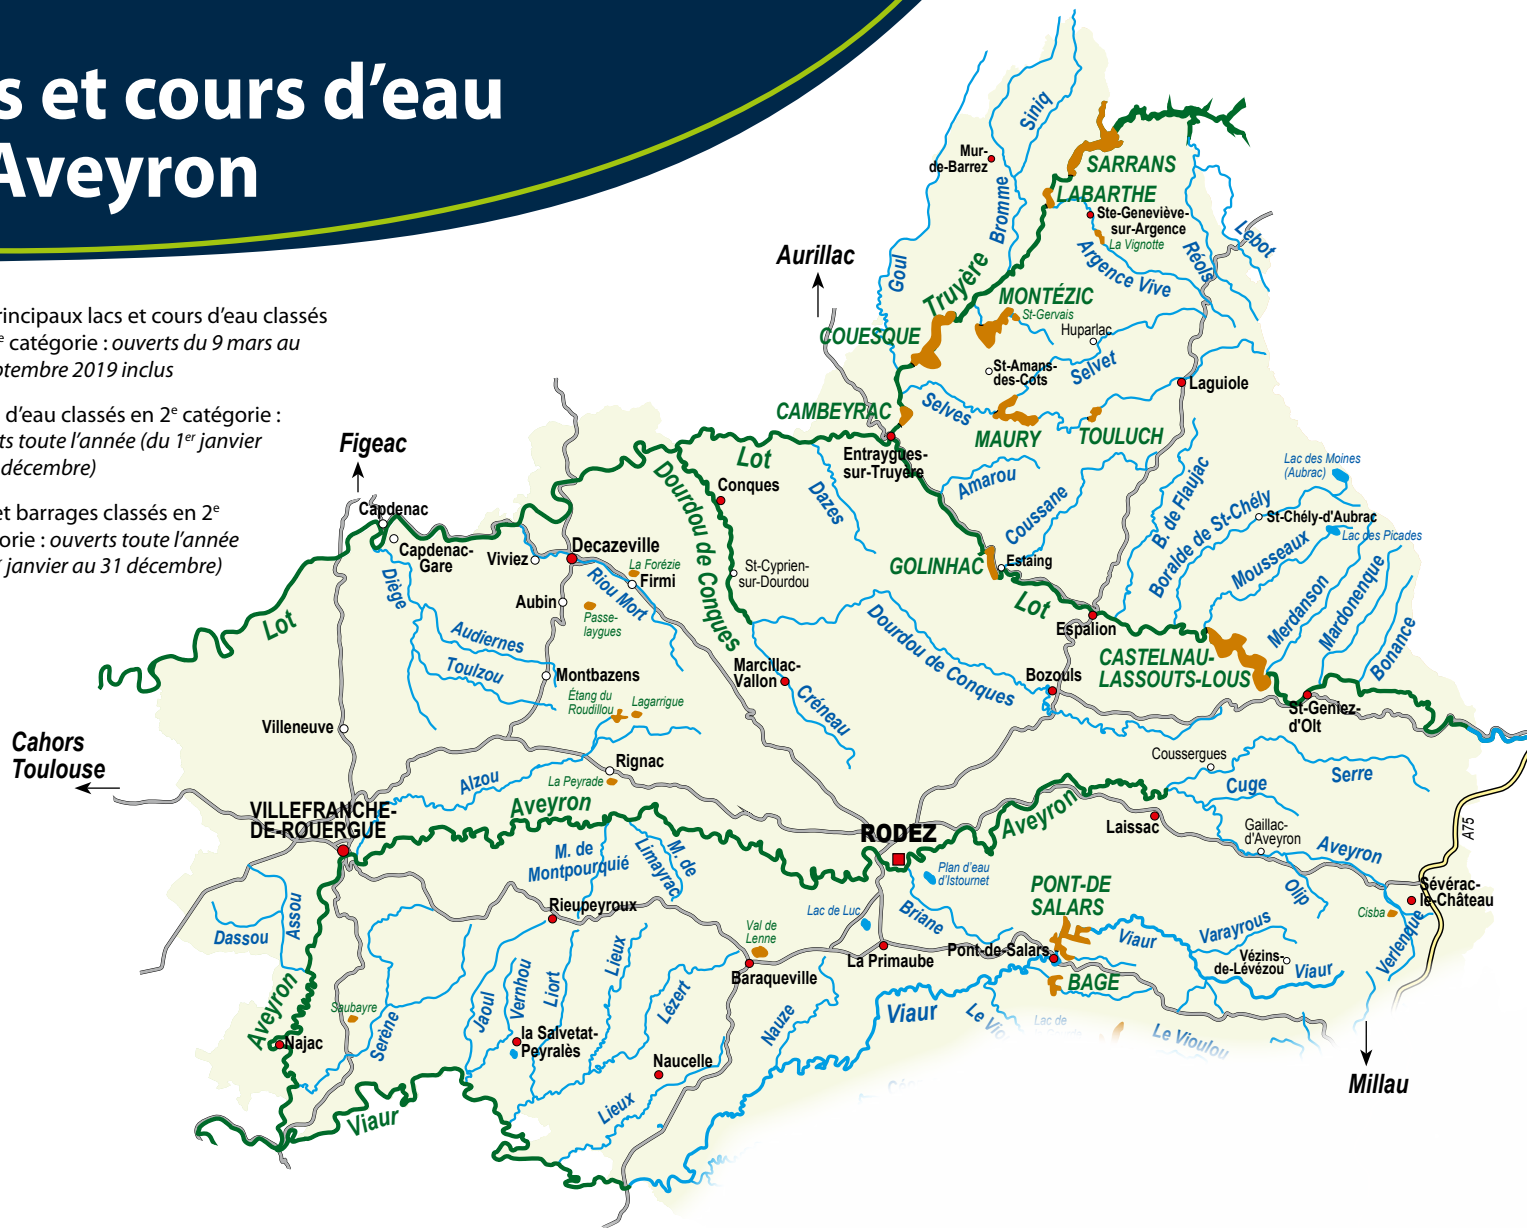 s et cours d'eau
Aveyron
rincipaux lacs et cours d'eau classés
e catégorie : ouverts du 9 mars au
ptembre 2019 inclus
d'eau classés en 2e catégorie :
ts toute l'année (du 1er janvier
décembre)
et barrages classés en 2e
orie : ouverts toute l'année
janvier au 31 décembre)
Siniq
Mur-
de-Barrez
Bromme
Goul
SARRANS
LABARTHE
Ste-Geneviève-
sur-Argence
La Vignotte
Argence Vive
Réols
Lebot
Aurillac
Truyère
MONTÉZIC
St-Gervais
Huparlac
COUESQUE
St-Amans-
des-Cots
Selvet
Laguiole
Selves
CAMBEYRAC
MAURY
TOULUCH
Entraygues-
sur-Truyère
Figeac
Lot
Conques
Dourdou de Conques
Dazes
Amarou
Coussane
B. de Flaujac
Boralde de St-Chély
Lac des Moines
(Aubrac)
St-Chély-d'Aubrac
Lac des Picades
Mousseaux
Merdanson
Mardonenque
Bonance
Capdenac
Capdenac-
Gare
Viviez
Decazeville
La Forézie
Firmi
Riou Mort
Aubin
Passe-
laygues
St-Cyprien-
sur-Dourdou
GOLINHAC
Estaing
Lot
Espalion
Diège
Lot
Audiernes
Toulzou
Montbazens
Étang du
Roudillou
Lagarrigue
Marcillac-
Vallon
Créneau
Dourdou de Conques
Bozouls
CASTELNAU-
LASSOUTS-LOUS
St-Geniez-
d'Olt
Villeneuve
Cahors
Toulouse
Rignac
La Peyrade
Alzou
Aveyron
Coussergues
Cuge
Serre
VILLEFRANCHE-
DE-ROUERGUE
RODEZ
Aveyron
Laissac
Gaillac-
d'Aveyron
Aveyron
A75
M. de
Montpourquié
M. de
Limayrac
Plan d'eau
d'Istournet
PONT-DE
SALARS
Olip
Sévérac-
le-Château
Cisba
Verlenque
Assou
Dassou
Rieupeyroux
Lac de Luc
Briane
Val de
Lenne
Baraqueville
La Primaube
Pont-de-Salars
Viaur
Varayrous
Vézins-
de-Lévézou
Viaur
BAGE
Aveyron
Saubayre
Najac
Serène
Jaoul
Vernhou
Liort
Lieux
Lézert
la Salvetat-
Peyralès
Naucelle
Nauze
Viaur
Lac de
Le Vioulou
Lieux
Viaur
Millau